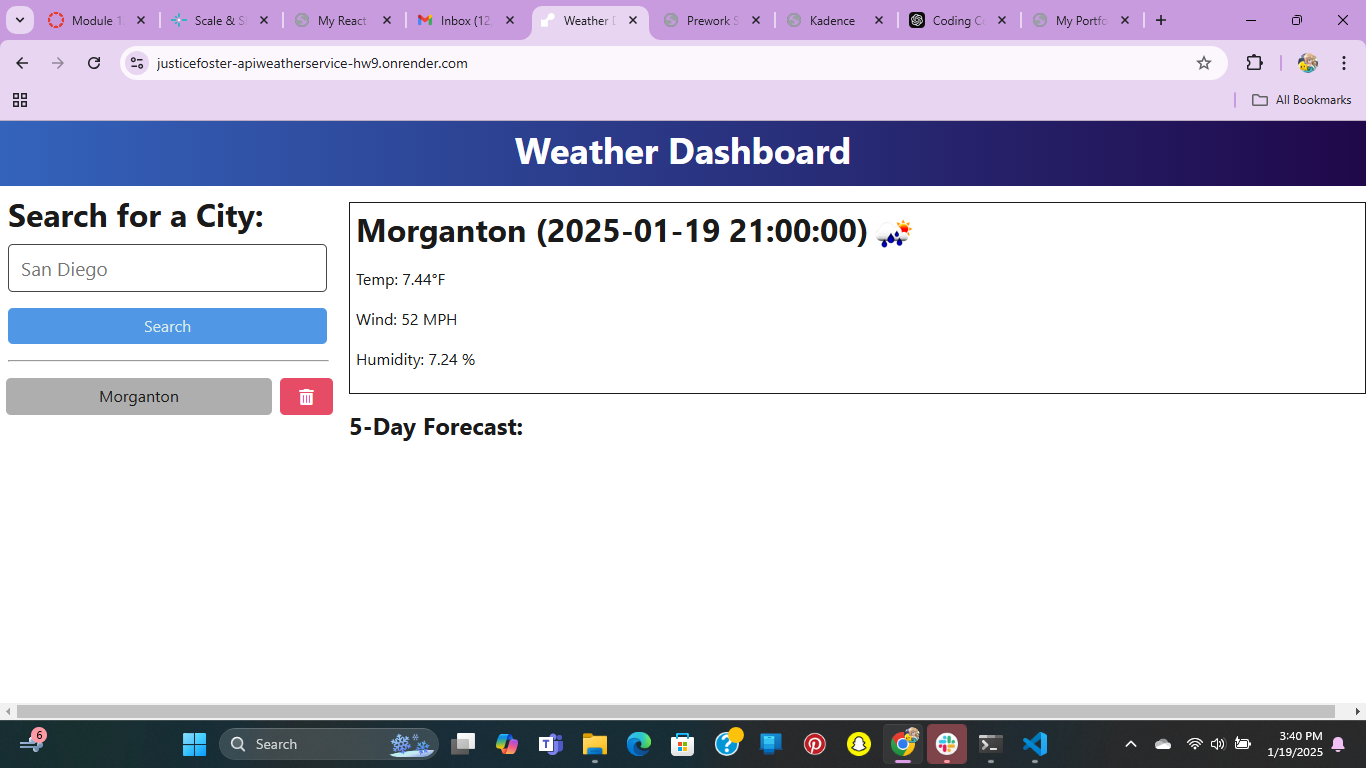 Module 1
Scale & S
My React
Inbox (12
Weather D
Prework S
Kadence
Coding C
My Portfo
justicefoster-apiweatherservice-hw9.onrender.com
All Bookmarks
Weather Dashboard
Search for a City:
San Diego
Search
Morganton
Morganton (2025-01-19 21:00:00)
Temp: 7.44°F
Wind: 52 MPH
Humidity: 7.24 %
5-Day Forecast:
6
Search
3:40 PM
1/19/2025